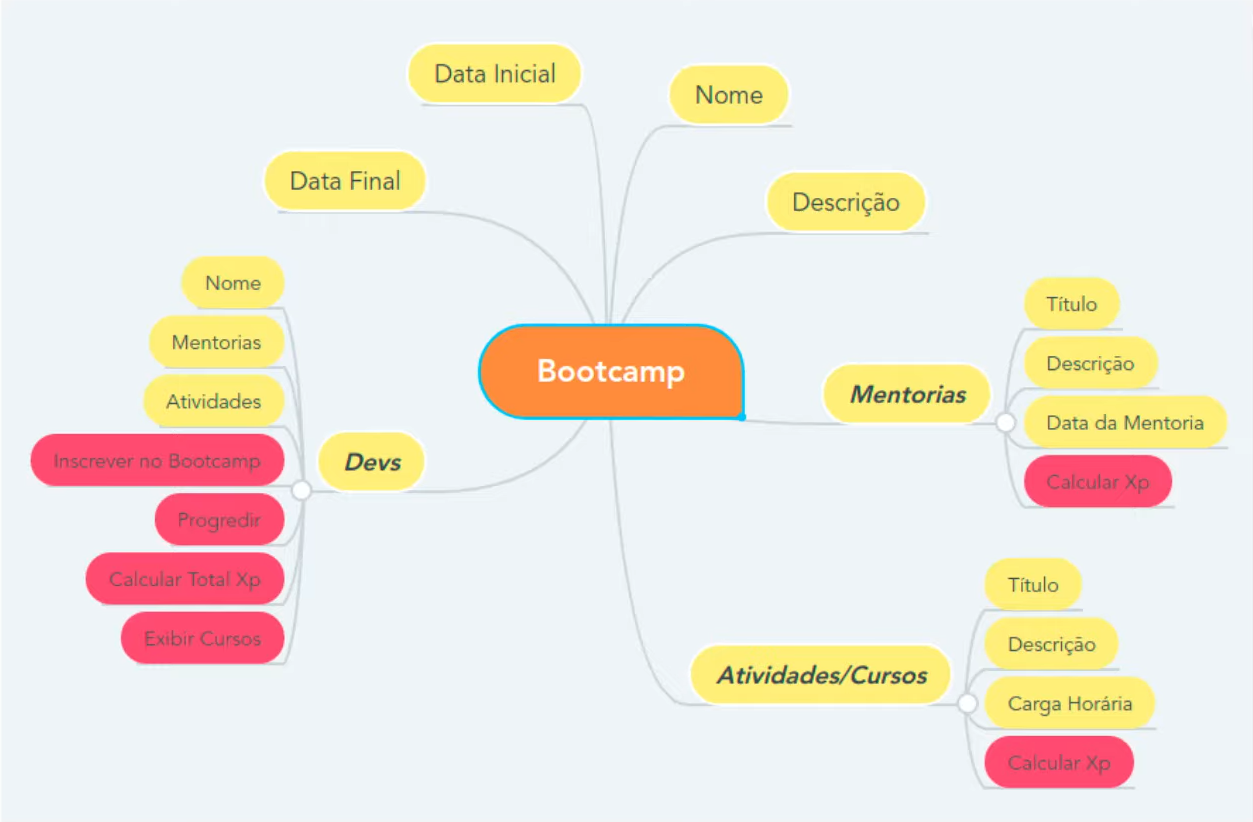 Data Inicial
Nome
Data Final
Descrição
Bootcamp
Nome
Mentorias
Atividades
Inscrever no Bootcamp
Progredir
Calcular Total Xp
Exibir Cursos
Devs
Mentorias
Título
Descrição
Data da Mentoria
Calcular Xp
Atividades/Cursos
Título
Descrição
Carga Horária
Calcular Xp